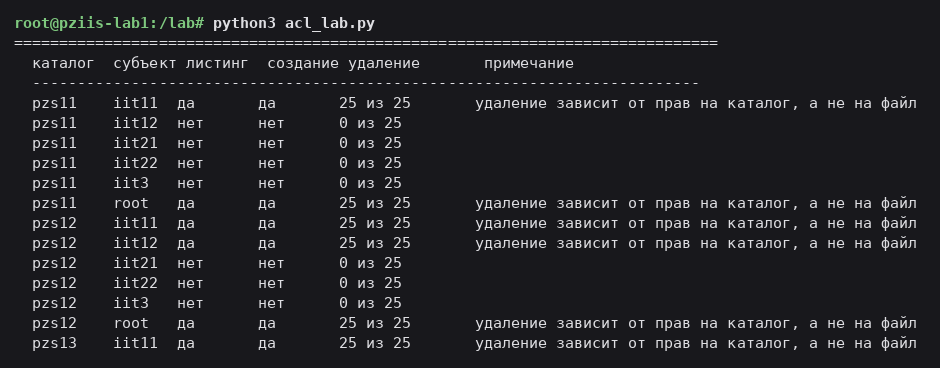 root@pziis-lab1:/lab# python3 acl_lab.py
==============================================================================
каталог субъект листинг создание удаление примечание
--------------------------------------------------------------------------
pzs11 iit11 да да 25 из 25 удаление зависит от прав на каталог, а не на файл
pzs11 iit12 нет нет 0 из 25
pzs11 iit21 нет нет 0 из 25
pzs11 iit22 нет нет 0 из 25
pzs11 iit3 нет нет 0 из 25
pzs11 root да да 25 из 25 удаление зависит от прав на каталог, а не на файл
pzs12 iit11 да да 25 из 25 удаление зависит от прав на каталог, а не на файл
pzs12 iit12 да да 25 из 25 удаление зависит от прав на каталог, а не на файл
pzs12 iit21 нет нет 0 из 25
pzs12 iit22 нет нет 0 из 25
pzs12 iit3 нет нет 0 из 25
pzs12 root да да 25 из 25 удаление зависит от прав на каталог, а не на файл
pzs13 iit11 да да 25 из 25 удаление зависит от прав на каталог, а не на файл